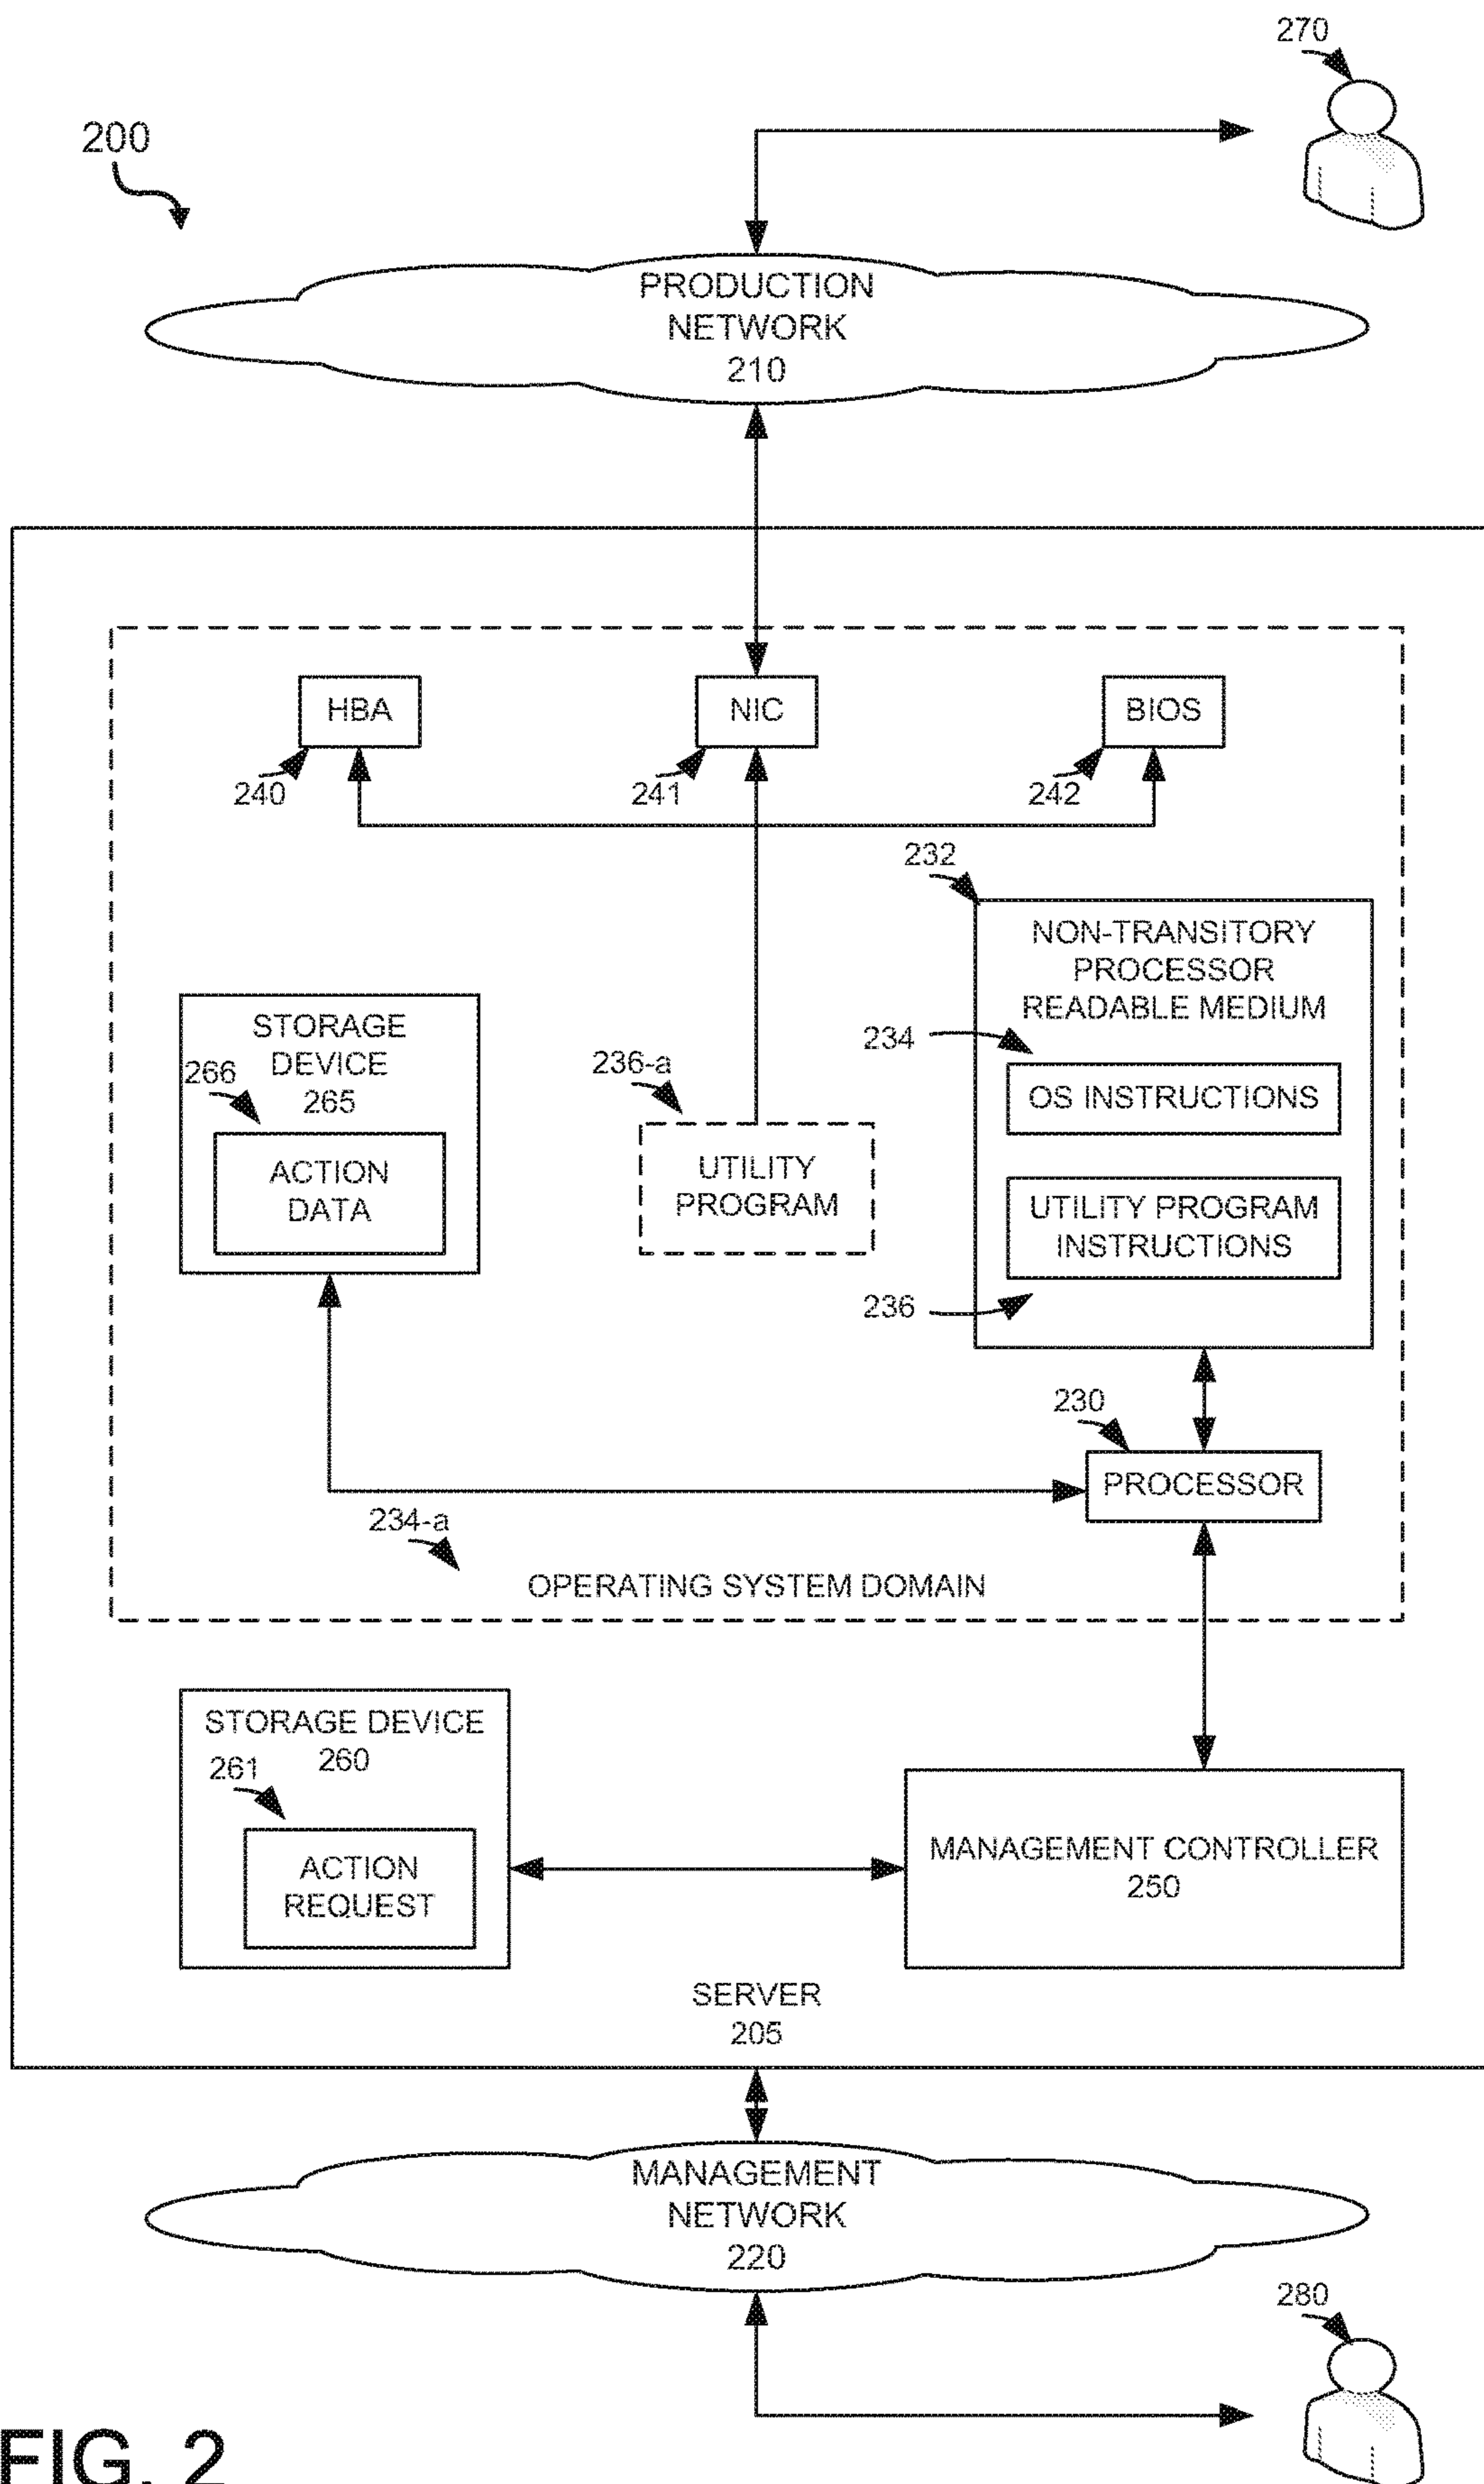 270
200
PRODUCTION
NETWORK
210
HBA
NIC
BIOS
240
241
242
232
NON-TRANSITORY
PROCESSOR
READABLE MEDIUM
234
OS INSTRUCTIONS
UTILITY PROGRAM
INSTRUCTIONS
236
STORAGE
DEVICE
265
266
ACTION
DATA
236-a
UTILITY
PROGRAM
230
PROCESSOR
234-a
OPERATING SYSTEM DOMAIN
STORAGE DEVICE
260
261
ACTION
REQUEST
MANAGEMENT CONTROLLER
250
SERVER
205
MANAGEMENT
NETWORK
220
280
FIG. 2